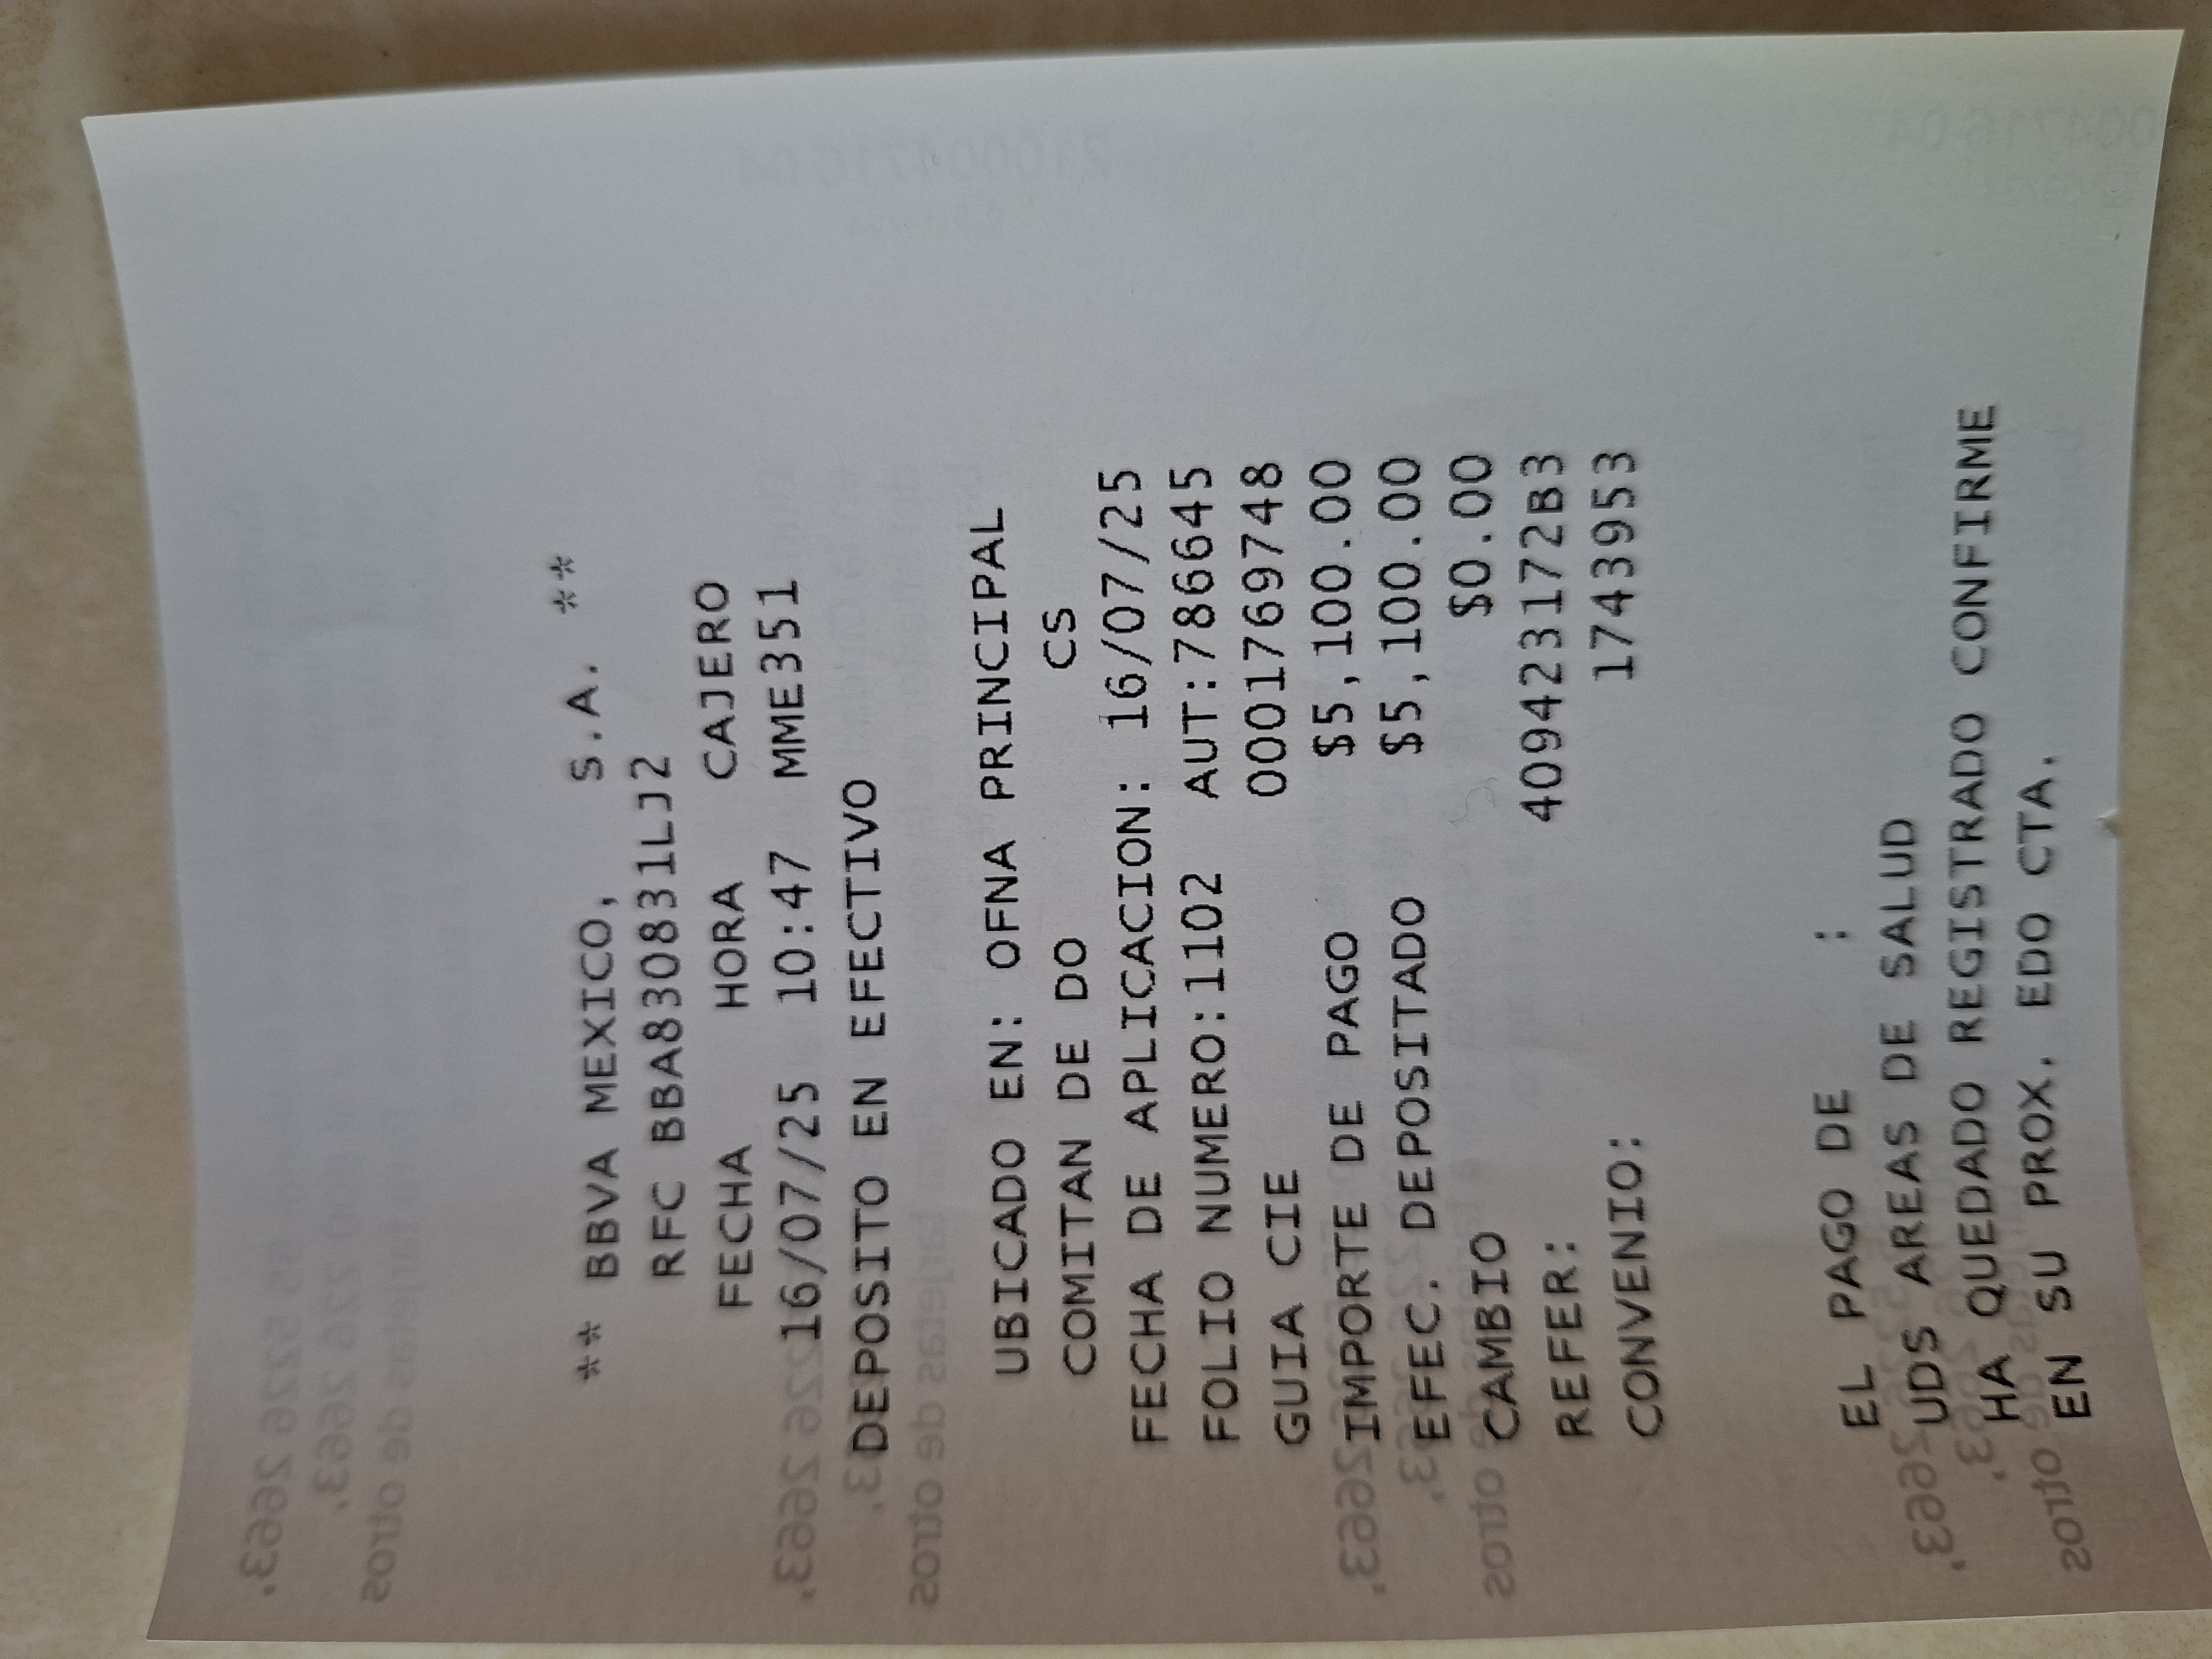 ** BBVA MEXICO, S.A. **
RFC BBA830831LJ2
FECHA HORA CAJERO
16/07/25 10:47 MME351
DEPOSITO EN EFECTIVO
UBICADO EN: OFNA PRINCIPAL
COMITAN DE DO CS
FECHA DE APLICACION: 16/07/25
FOLIO NUMERO:1102 AUT:786645
GUIA CIE 0001769748
IMPORTE DE PAGO $5,100.00
EFEC. DEPOSITADO $5,100.00
CAMBIO $0.00
REFER: 409423172B3
CONVENIO: 1743953
EL PAGO DE :
UDS AREAS DE SALUD
HA QUEDADO REGISTRADO CONFIRME
EN SU PROX. EDO CTA.